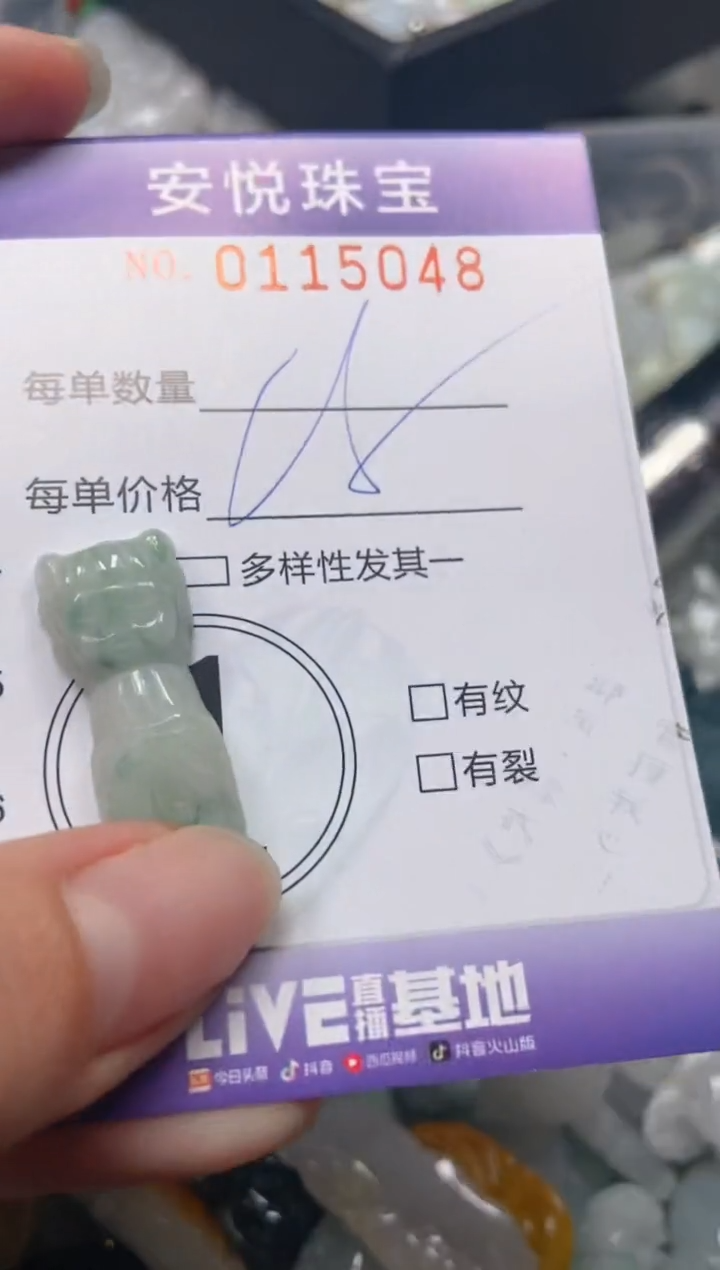 安悦珠宝
NO. 0115048
每单数量
每单价格
多样性发其一
有纹
有裂
LiVE直播基地
今日头条 抖音 西瓜视频 抖音火山版